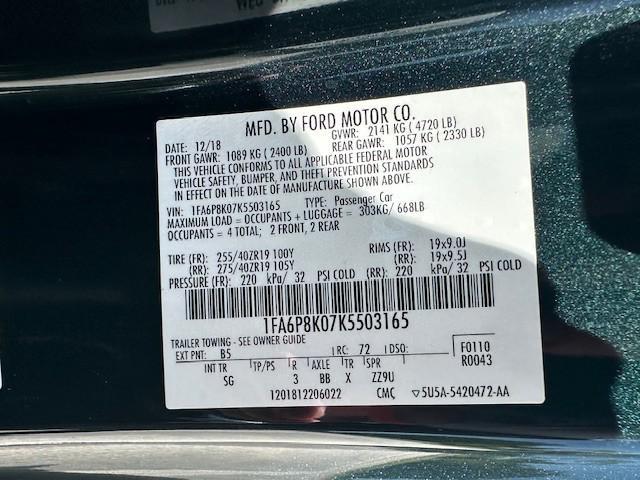 MFD. BY FORD MOTOR CO.
DATE: 12/18 GVWR: 2141 KG (4720 LB)
FRONT GAWR: 1089 KG (2400 LB) REAR GAWR: 1057 KG (2330 LB)
THIS VEHICLE CONFORMS TO ALL APPLICABLE FEDERAL MOTOR
VEHICLE SAFETY, BUMPER, AND THEFT PREVENTION STANDARDS
IN EFFECT ON THE DATE OF MANUFACTURE SHOWN ABOVE.
VIN: 1FA6P8K07K5503165 TYPE: Passenger Car
MAXIMUM LOAD = OCCUPANTS + LUGGAGE = 303KG/ 668LB
OCCUPANTS = 4 TOTAL; 2 FRONT, 2 REAR
TIRE (FR): 255/40ZR19 100Y RIMS (FR): 19x9.0J
(RR): 275/40ZR19 105Y (RR): 19x9.5J
PRESSURE (FR): 220 kPa/ 32 PSI COLD (RR): 220 kPa/ 32 PSI COLD
1FA6P8K07K5503165
TRAILER TOWING - SEE OWNER GUIDE
EXT PNT: B5 RC: 72 DSO: F0110
R0043
INT TR TP/PS R AXLE TR SPR
SG 3 BB X ZZ9U
1201812206022 CMC ▽5U5A-5420472-AA